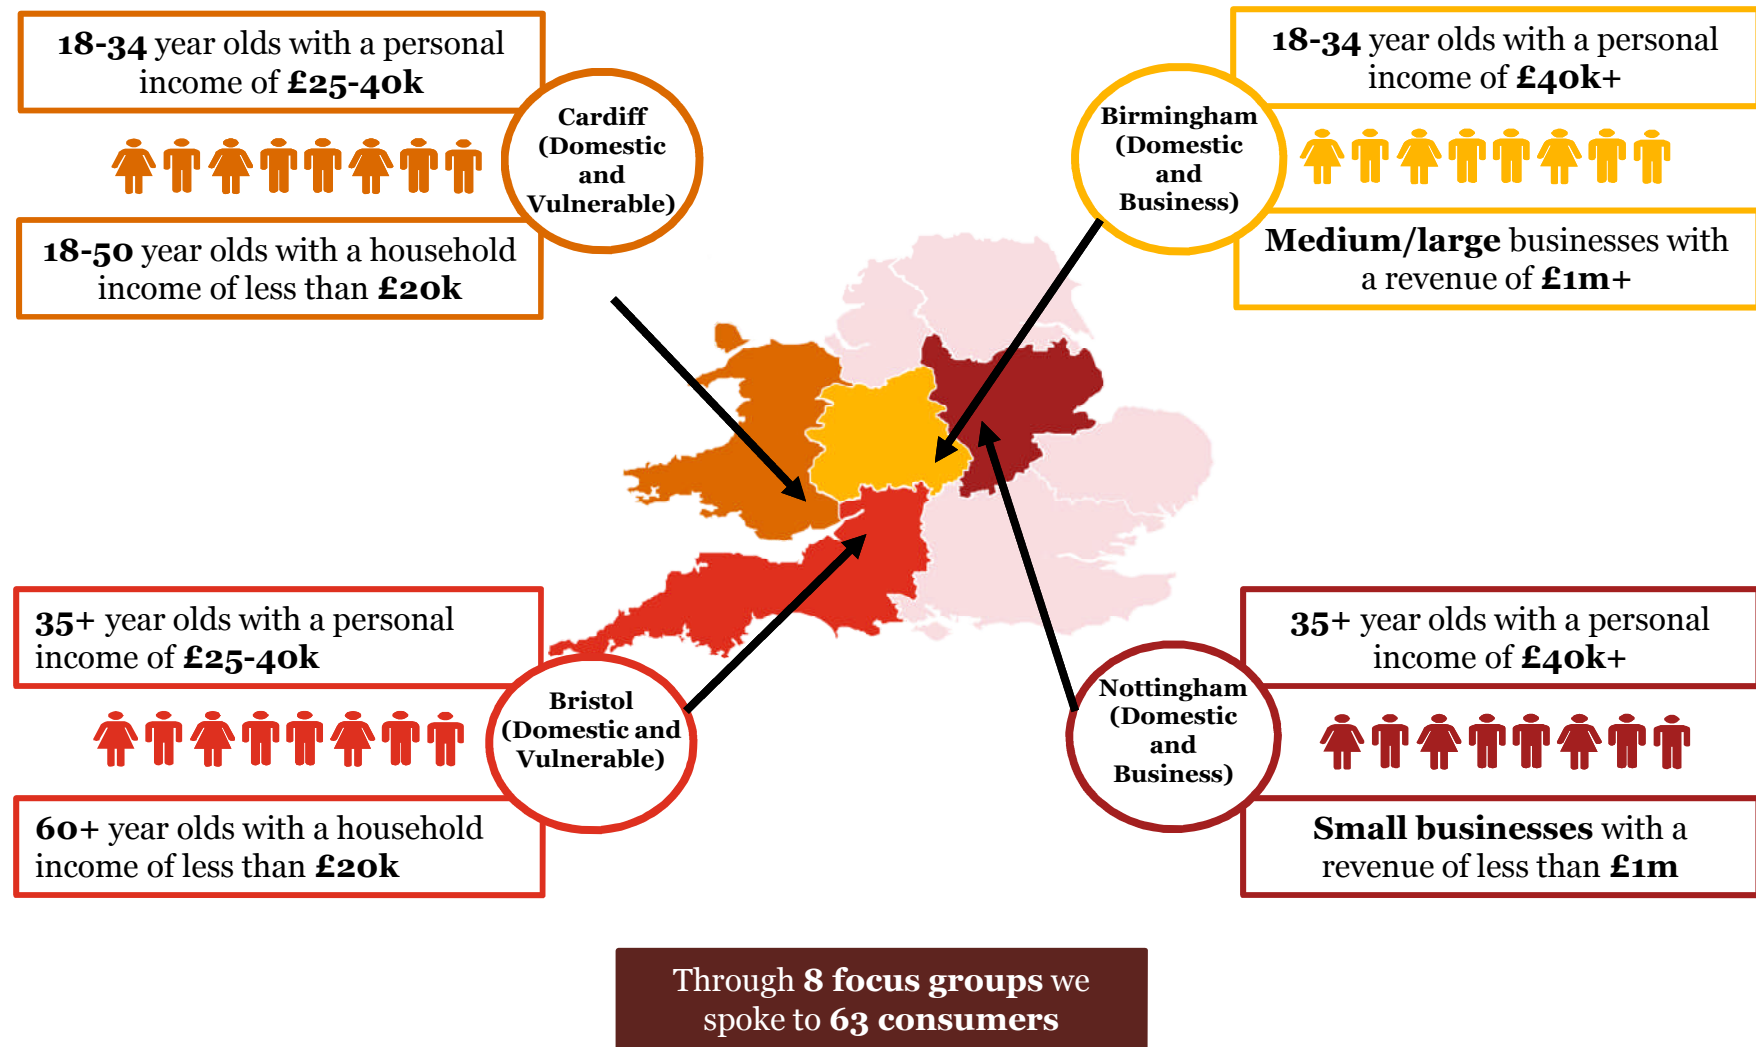 18-34 year olds with a personal
income of £25-40k
Cardiff
(Domestic
and
Vulnerable)
18-50 year olds with a household
income of less than £20k
18-34 year olds with a personal
income of £40k+
Birmingham
(Domestic
and
Business)
Medium/large businesses with
a revenue of £1m+
35+ year olds with a personal
income of £25-40k
Bristol
(Domestic and
Vulnerable)
60+ year olds with a household
income of less than £20k
35+ year olds with a personal
income of £40k+
Nottingham
(Domestic
and
Business)
Small businesses with a
revenue of less than £1m
Through 8 focus groups we
spoke to 63 consumers